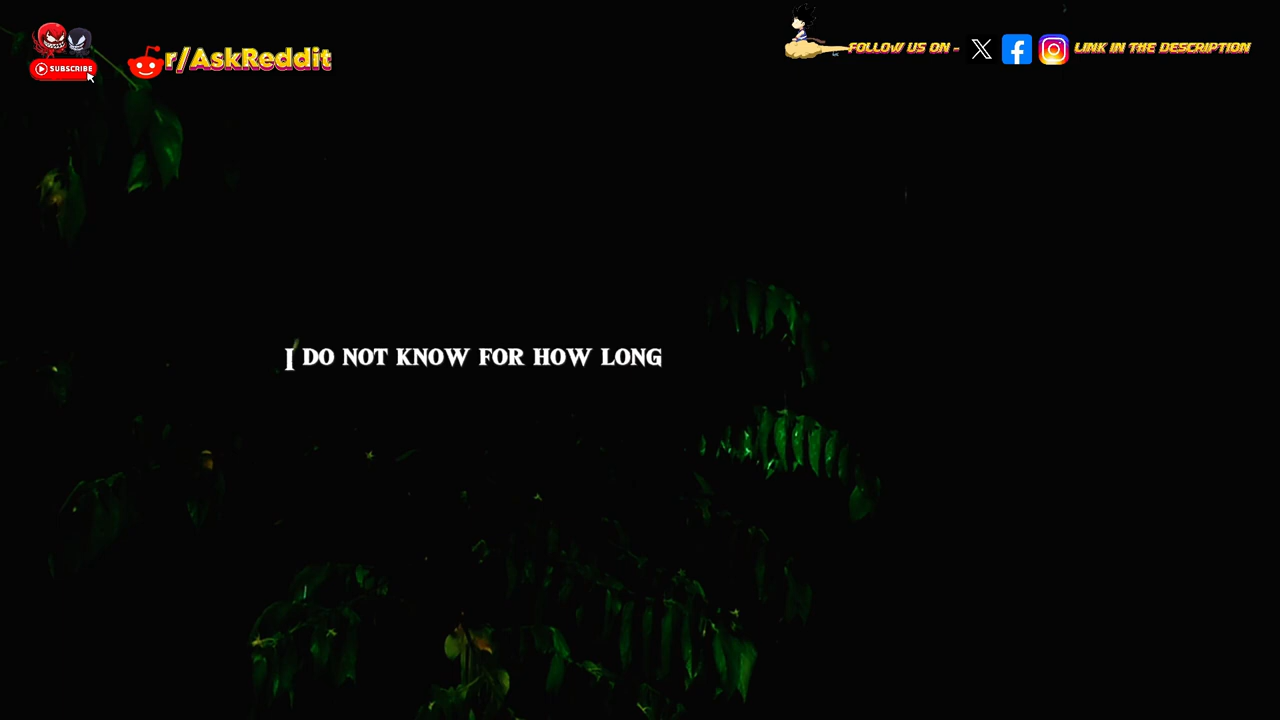 SUBSCRIBE
r/AskReddit
FOLLOW US ON -
LINK IN THE DESCRIPTION
I DO NOT KNOW FOR HOW LONG